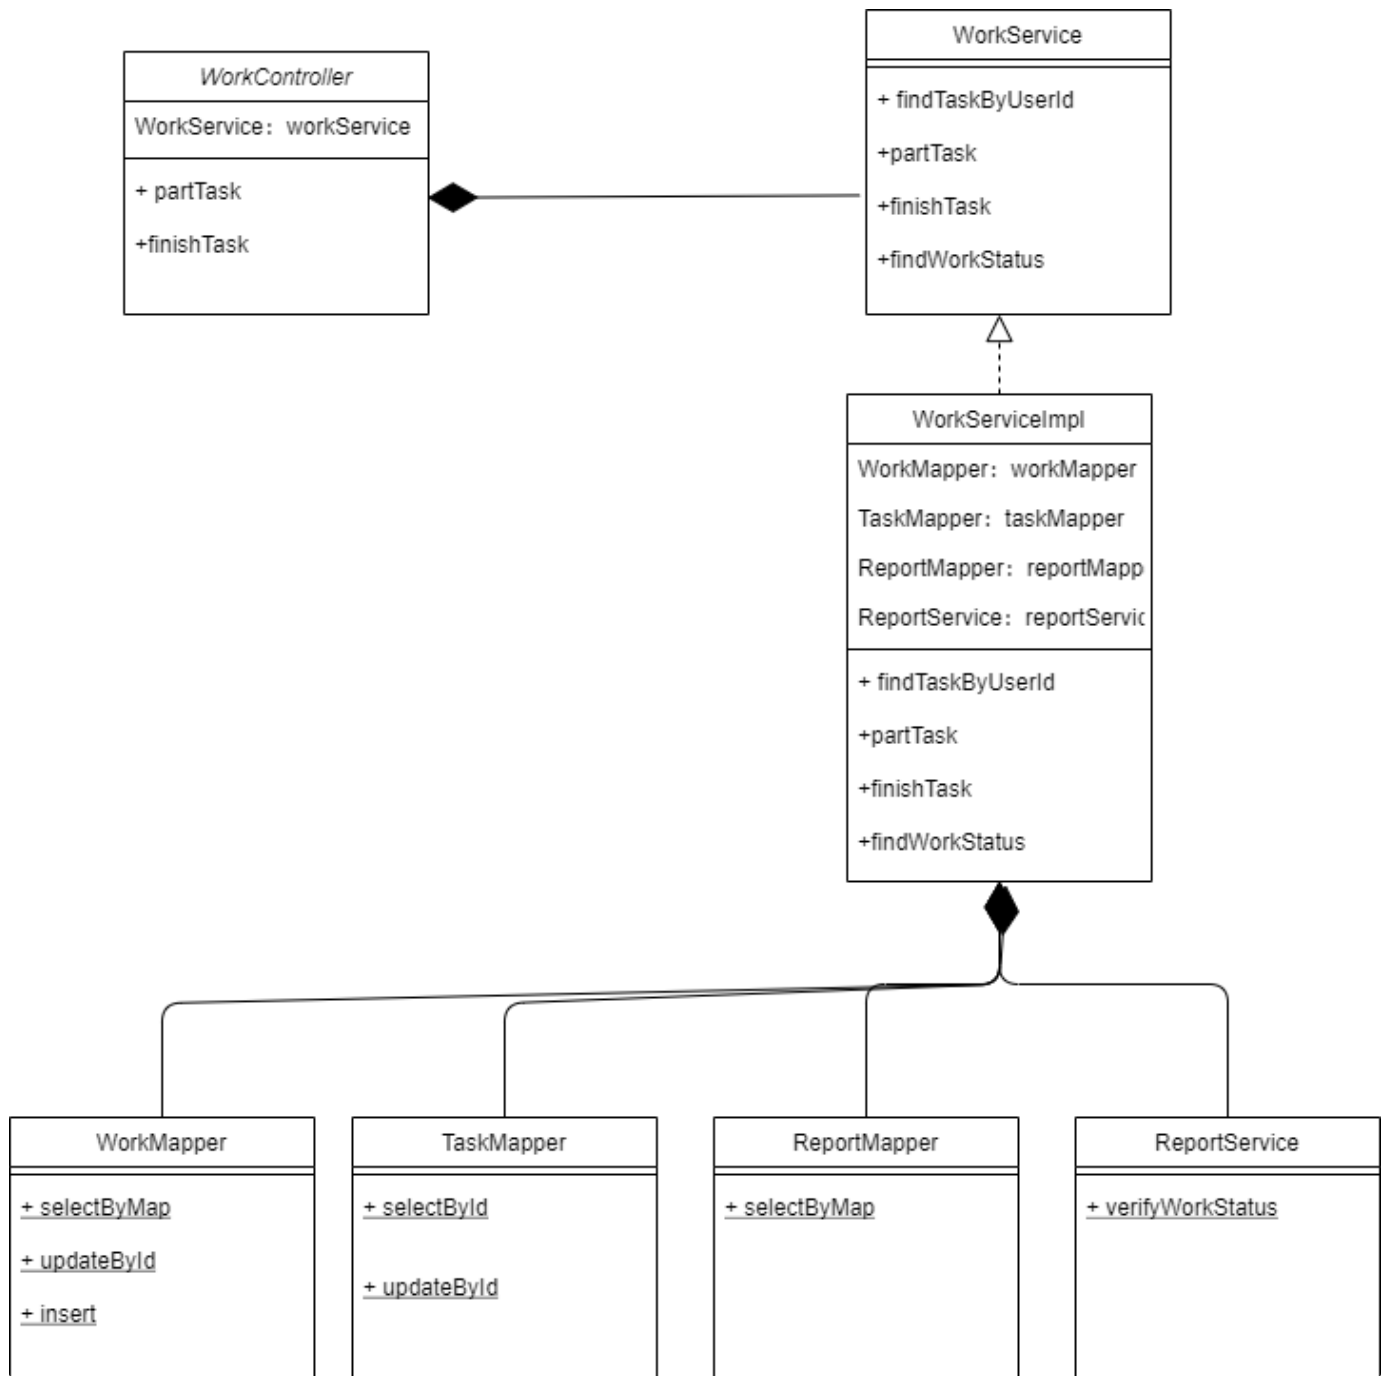 WorkController
WorkService：workService
+ partTask
+finishTask
WorkService
+ findTaskByUserId
+partTask
+finishTask
+findWorkStatus
WorkServiceImpl
WorkMapper：workMapper
TaskMapper：taskMapper
ReportMapper：reportMapp
ReportService：reportServic
+ findTaskByUserId
+partTask
+finishTask
+findWorkStatus
WorkMapper
+ selectByMap
+ updateById
+ insert
TaskMapper
+ selectById
+ updateById
ReportMapper
+ selectByMap
ReportService
+ verifyWorkStatus